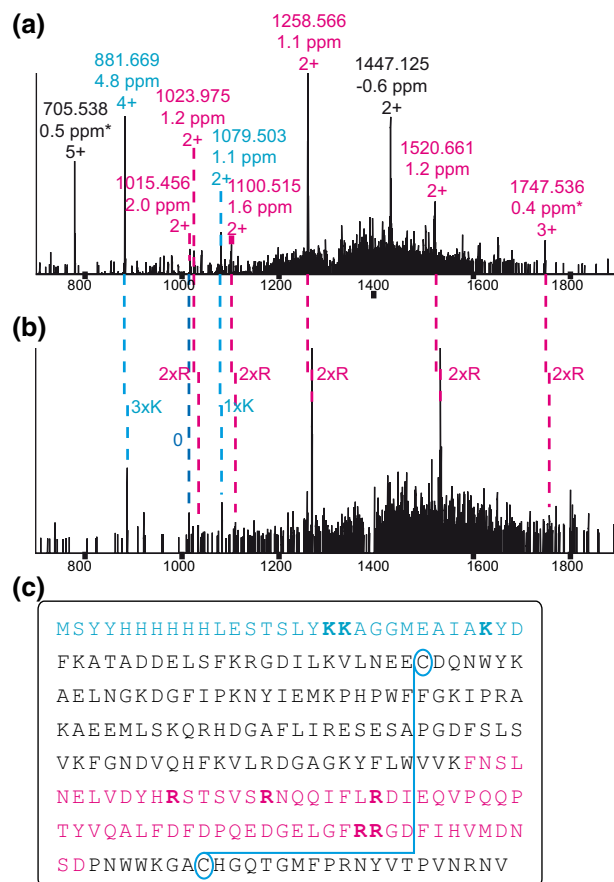 (a)
1258.566
1.1 ppm
2+
881.669
4.8 ppm
4+
1023.975
1.2 ppm
2+
1447.125
-0.6 ppm
2+
705.538
0.5 ppm*
5+
1079.503
1.1 ppm
2+
1520.661
1.2 ppm
2+
1015.456
2.0 ppm
2+
1100.515
1.6 ppm
2+
1747.536
0.4 ppm*
3+
800 1000 1200 1400 1600 1800
(b)
2xR 2xR 2xR 2xR 2xR
3xK 1xK
0
800 1000 1200 1400 1600 1800
(c)
MSYYHHHHHHLESTSLYKKAGGMEAIAKYD
FKATADDELSFKRGDILKVLNEECDQNWYK
AELNGKDGFIPKNYIEMKPHPWFFGKIPRA
KAEEMLSKQRHDGAFLIRESESAPGDFSLS
VKFGNDVQHFKVLRDGAGKYFLWVVKFNSL
NELVDYHRSTSVSRNQQIFLRDIEQVPQQP
TYVQALFDFDPQEDGELGFRRGDFIHVMDN
SDPNWWKGACHGQTGMFPRNYVTPVNRNV